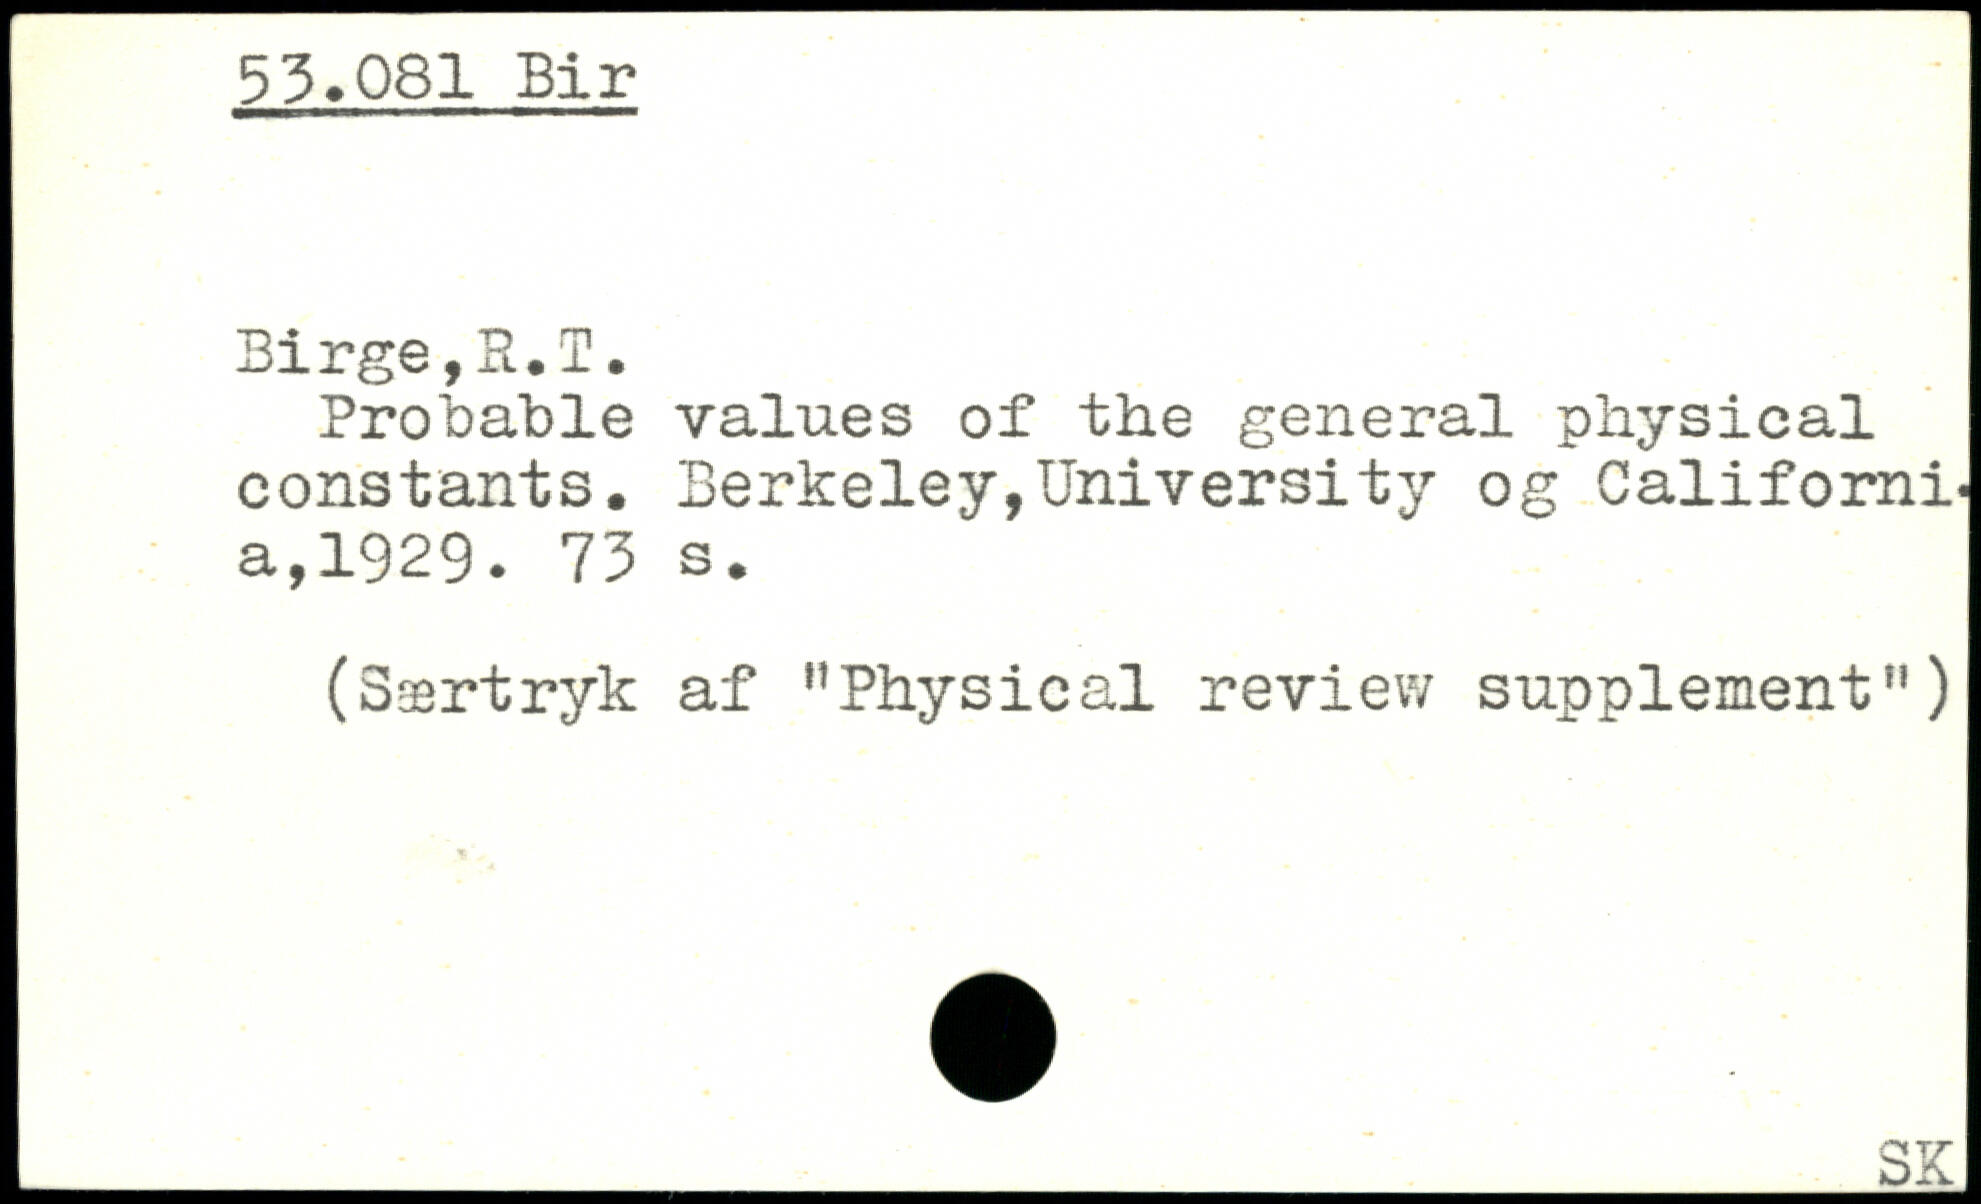 53.081 Bir
Birge,R.T.
Probable values of the general physical
constants. Berkeley,University og Californi-
a,1929. 73 s.
(Særtryk af "Physical review supplement")
SK